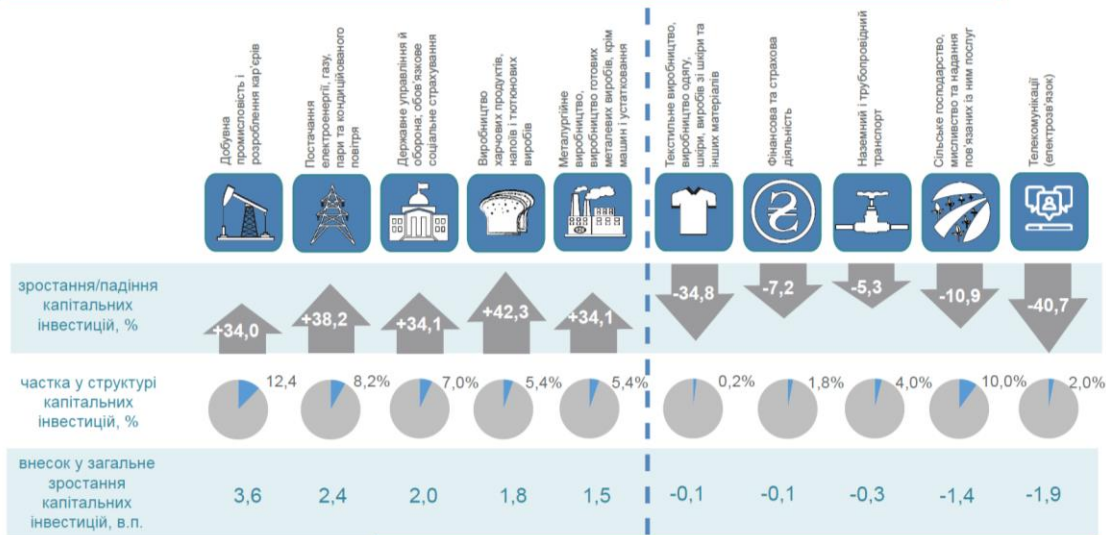 Добувна
промисловість і
розроблення кар'єрів
Постачання
електроенергії, газу,
пари та кондиційованого
повітря
Державне управління й
оборона; обов'язкове
соціальне страхування
Виробництво
харчових продуктів,
напоїв і тютюнових
виробів
Металургійне
виробництво,
виробництво готових
металевих виробів, крім
машин і устатковання
Текстильне виробництво,
виробництво одягу,
шкіри, виробів зі шкіри та
інших матеріалів
Фінансова та страхова
діяльність
Наземний і трубопровідний
транспорт
Сільське господарство,
мисливство та надання
пов'язаних із ним послуг
Телекомунікації
(електрозв'язок)
зростання/падіння
капітальних
інвестицій, %
+34,0
+38,2
+34,1
+42,3
+34,1
-34,8
-7,2
-5,3
-10,9
-40,7
частка у структурі
капітальних
інвестицій, %
12,4
8,2%
7,0%
5,4%
5,4%
0,2%
1,8%
4,0%
10,0%
2,0%
внесок у загальне
зростання
капітальних
інвестицій, в.п.
3,6
2,4
2,0
1,8
1,5
-0,1
-0,1
-0,3
-1,4
-1,9